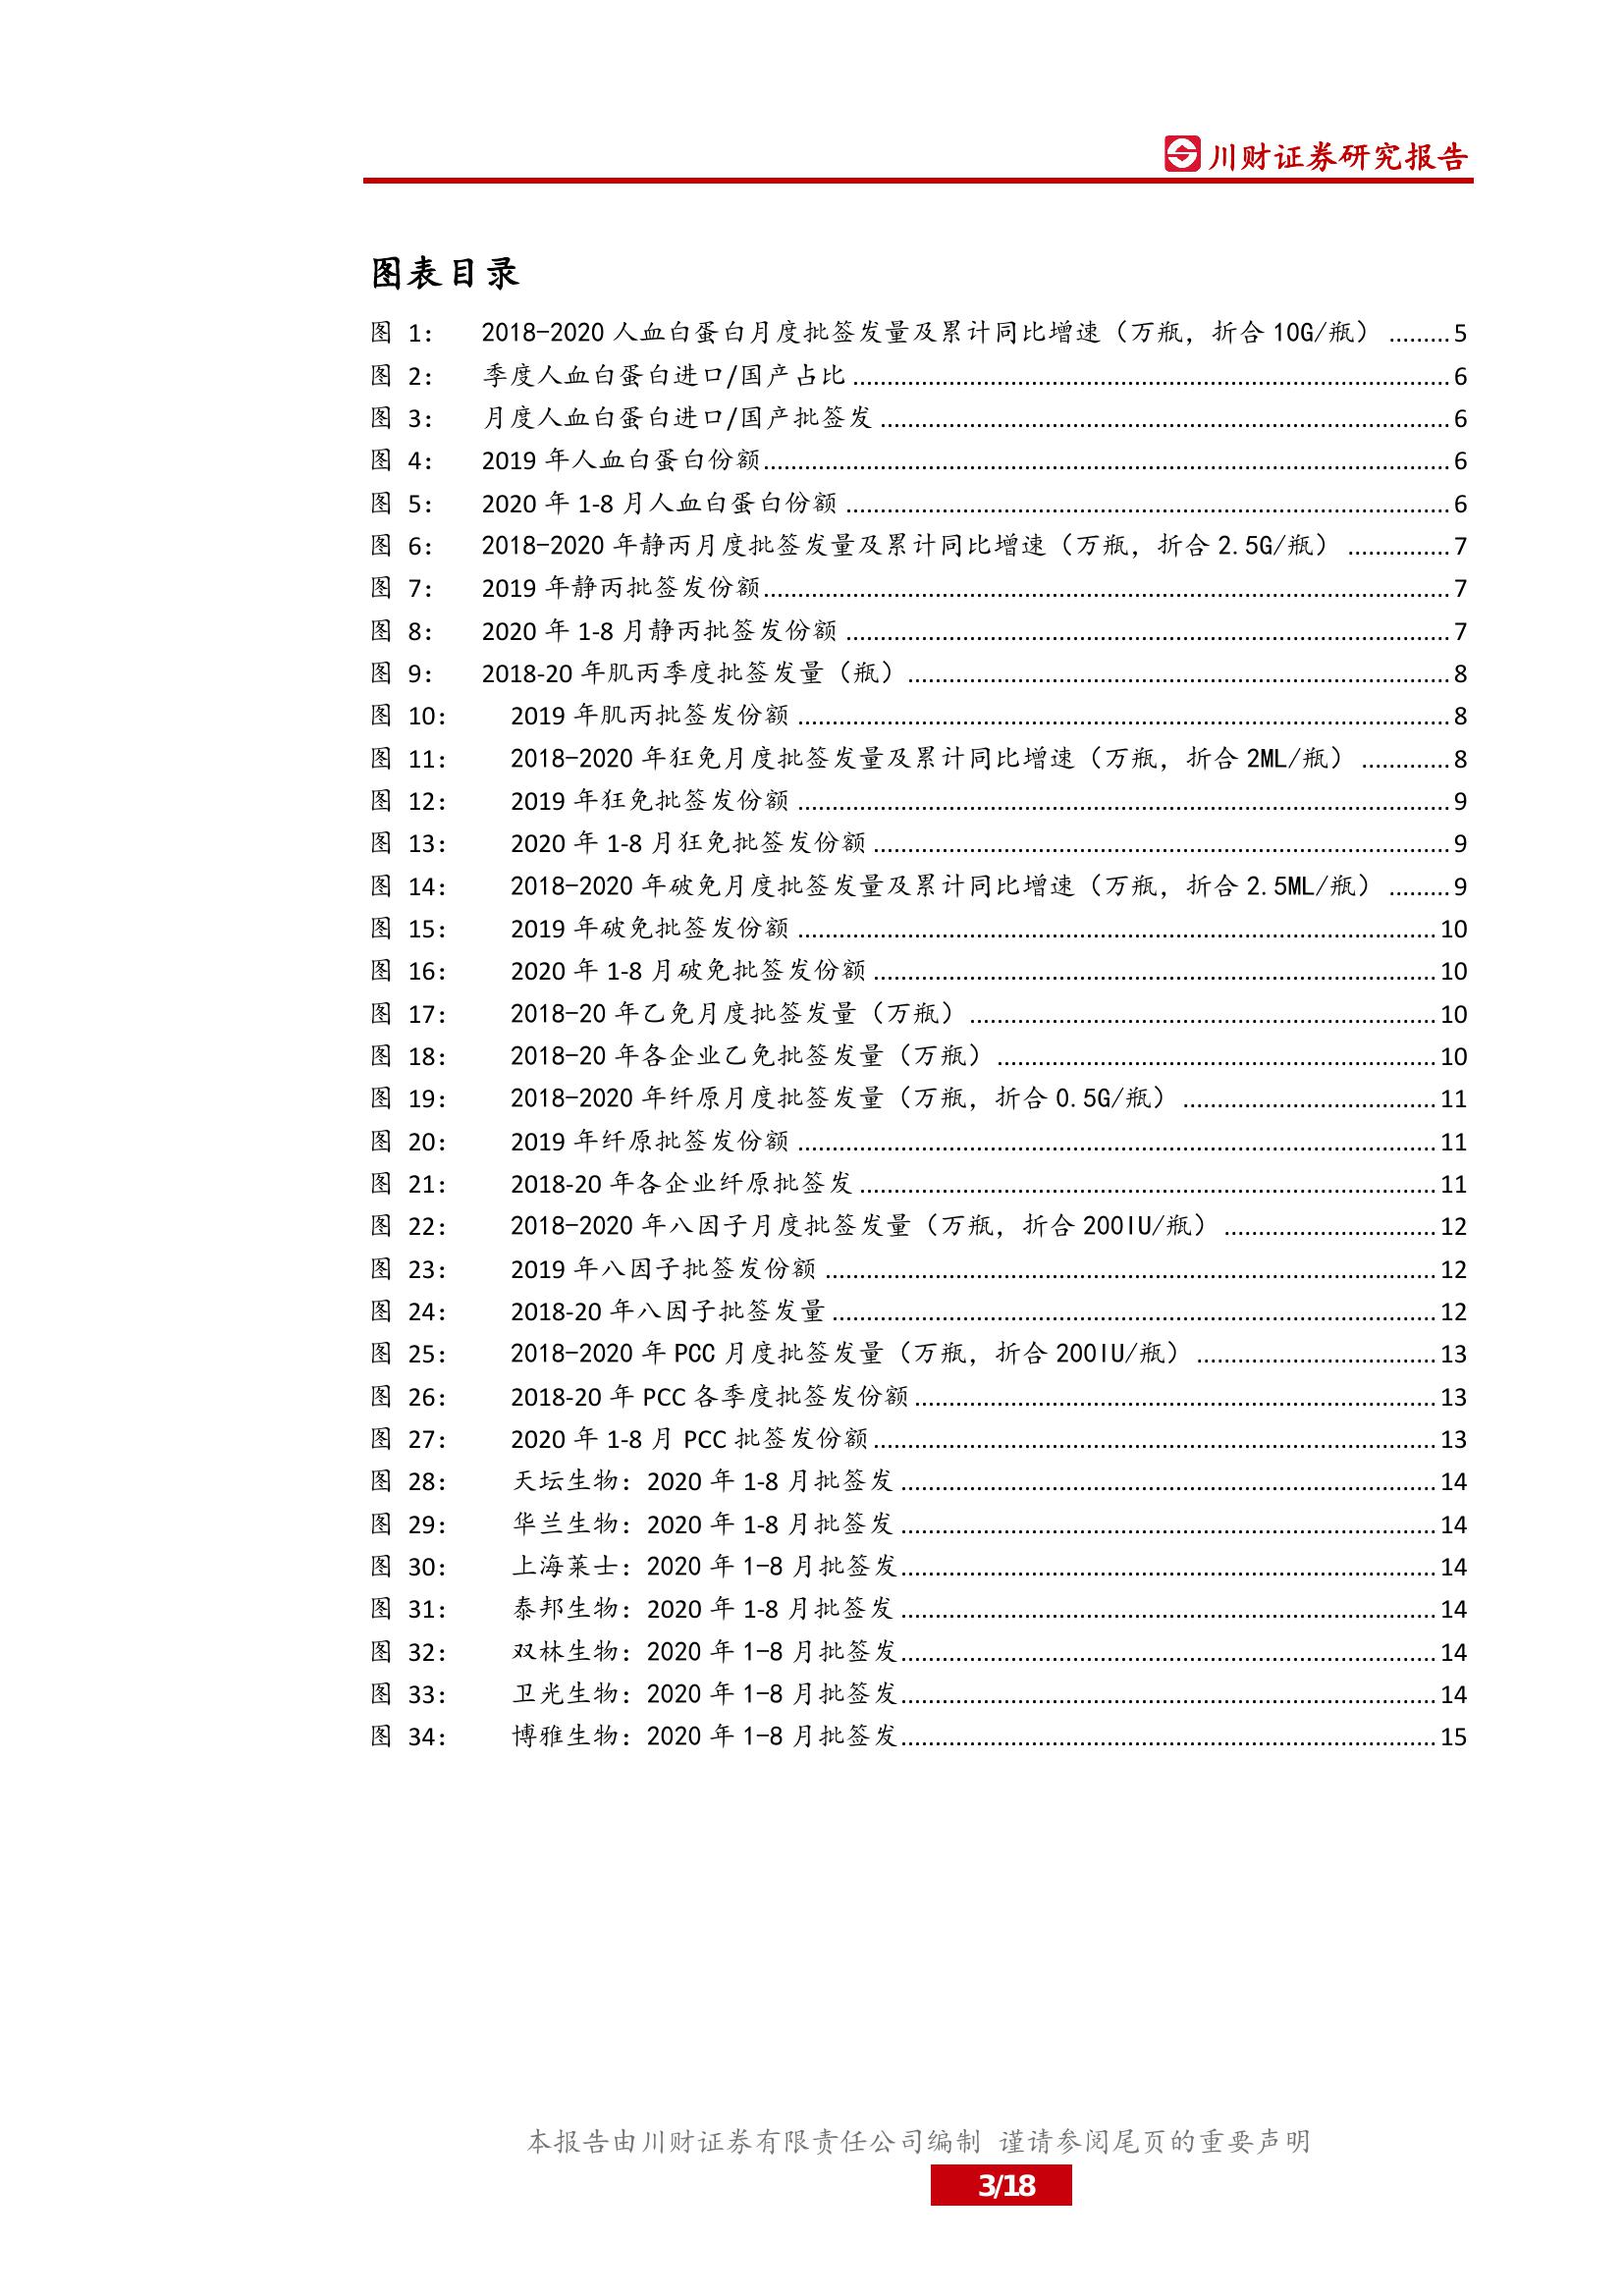 川财证券研究报告
图表目录
图 1： 2018-2020 人血白蛋白月度批签发量及累计同比增速（万瓶，折合 10G/瓶） .........5
图 2： 季度人血白蛋白进口/国产占比 .........6
图 3： 月度人血白蛋白进口/国产批签发 .........6
图 4： 2019 年人血白蛋白份额.........6
图 5： 2020 年 1-8 月人血白蛋白份额 .........6
图 6： 2018-2020 年静丙月度批签发量及累计同比增速（万瓶，折合 2.5G/瓶） .........7
图 7： 2019 年静丙批签发份额.........7
图 8： 2020 年 1-8 月静丙批签发份额 .........7
图 9： 2018-20 年肌丙季度批签发量（瓶）.........8
图 10： 2019 年肌丙批签发份额 .........8
图 11： 2018-2020 年狂免月度批签发量及累计同比增速（万瓶，折合 2ML/瓶） .........8
图 12： 2019 年狂免批签发份额 .........9
图 13： 2020 年 1-8 月狂免批签发份额 .........9
图 14： 2018-2020 年破免月度批签发量及累计同比增速（万瓶，折合 2.5ML/瓶） .........9
图 15： 2019 年破免批签发份额 .........10
图 16： 2020 年 1-8 月破免批签发份额 .........10
图 17： 2018-20 年乙免月度批签发量（万瓶）.........10
图 18： 2018-20 年各企业乙免批签发量（万瓶）.........10
图 19： 2018-2020 年纤原月度批签发量（万瓶，折合 0.5G/瓶） .........11
图 20： 2019 年纤原批签发份额 .........11
图 21： 2018-20 年各企业纤原批签发 .........11
图 22： 2018-2020 年八因子月度批签发量（万瓶，折合 200IU/瓶） .........12
图 23： 2019 年八因子批签发份额 .........12
图 24： 2018-20 年八因子批签发量 .........12
图 25： 2018-2020 年 PCC 月度批签发量（万瓶，折合 200IU/瓶） .........13
图 26： 2018-20 年 PCC 各季度批签发份额 .........13
图 27： 2020 年 1-8 月 PCC 批签发份额 .........13
图 28： 天坛生物：2020 年 1-8 月批签发 .........14
图 29： 华兰生物：2020 年 1-8 月批签发 .........14
图 30： 上海莱士：2020 年 1-8 月批签发.........14
图 31： 泰邦生物：2020 年 1-8 月批签发 .........14
图 32： 双林生物：2020 年 1-8 月批签发.........14
图 33： 卫光生物：2020 年 1-8 月批签发.........14
图 34： 博雅生物：2020 年 1-8 月批签发.........15
本报告由川财证券有限责任公司编制 谨请参阅尾页的重要声明
3/18